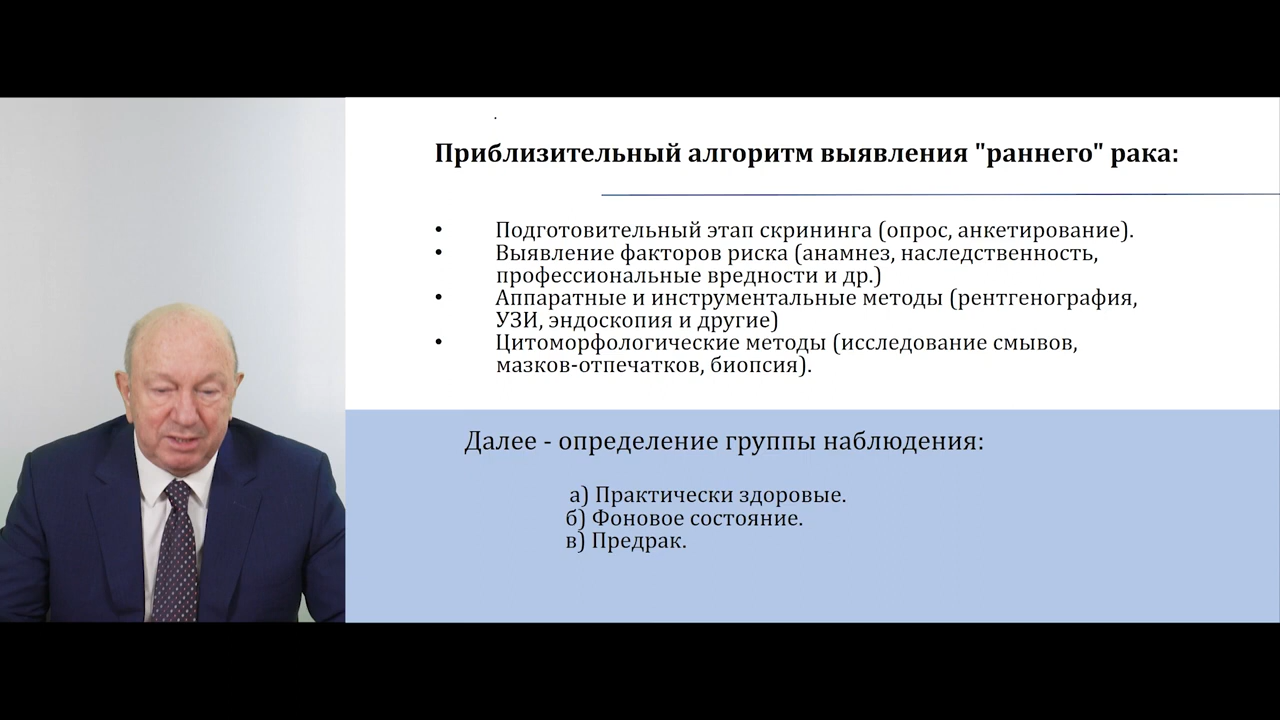 Приблизительный алгоритм выявления "раннего" рака:
• Подготовительный этап скрининга (опрос, анкетирование).
• Выявление факторов риска (анамнез, наследственность,
профессиональные вредности и др.)
• Аппаратные и инструментальные методы (рентгенография,
УЗИ, эндоскопия и другие)
• Цитоморфологические методы (исследование смывов,
мазков-отпечатков, биопсия).
Далее - определение группы наблюдения:
а) Практически здоровые.
б) Фоновое состояние.
в) Предрак.